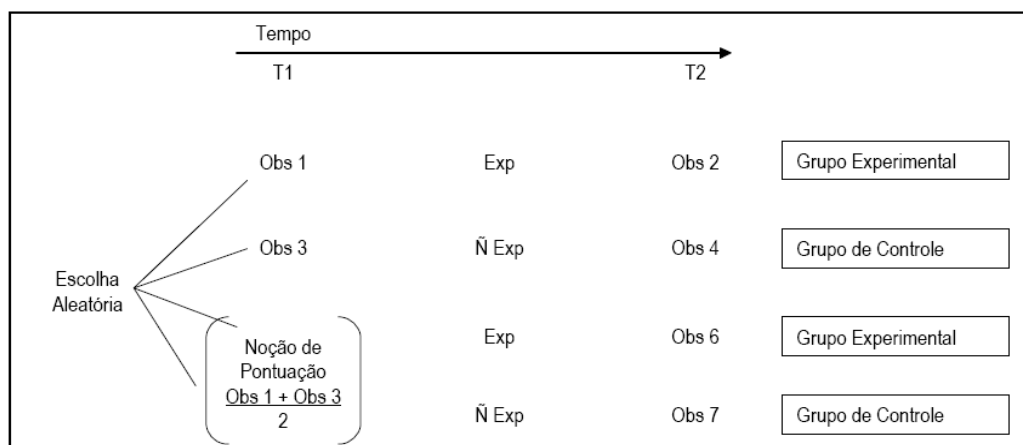 Tempo
T1 T2
Obs 1 Exp Obs 2 Grupo Experimental
Obs 3 Ñ Exp Obs 4 Grupo de Controle
Escolha
Aleatória
Noção de
Pontuação
Obs 1 + Obs 3
2
Exp Obs 6 Grupo Experimental
Ñ Exp Obs 7 Grupo de Controle